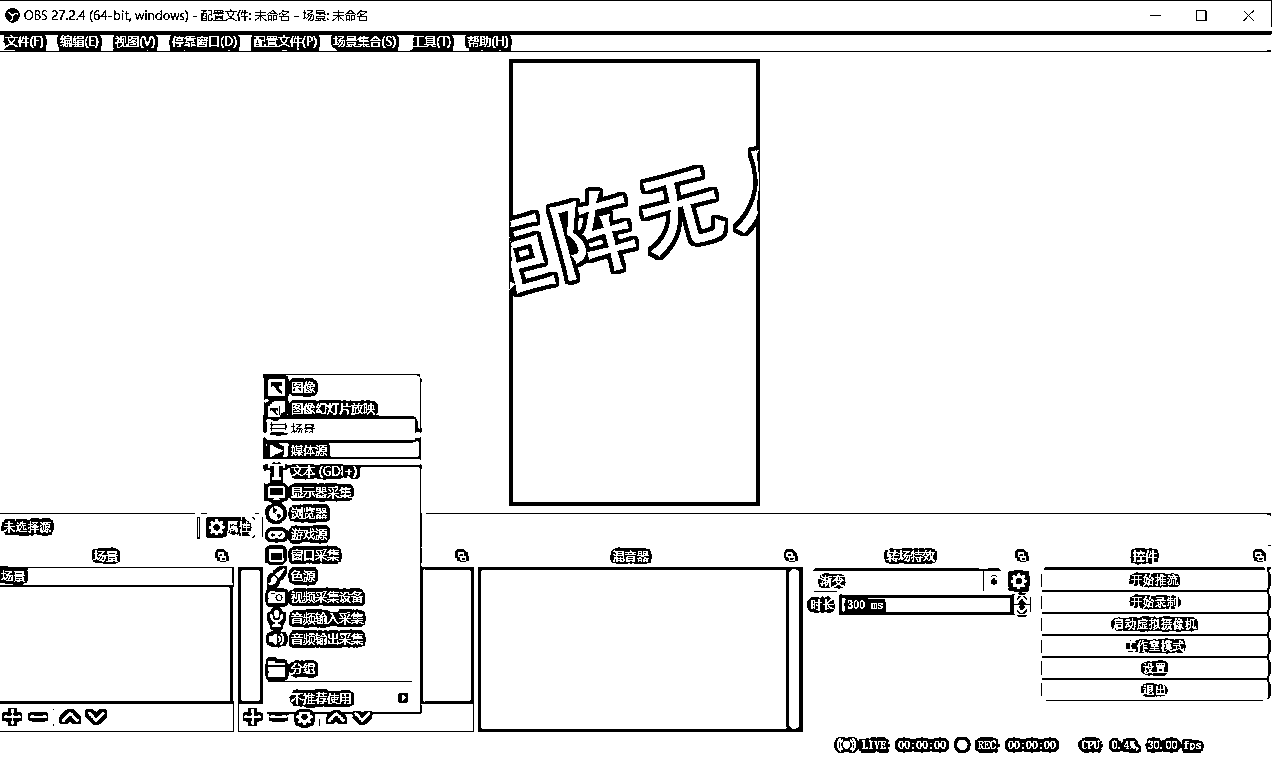 OBS 27.2.4 (64-bit, windows) - 配置文件: 未命名 - 场景: 未命名
文件(F) 编辑(E) 视图(V) 停靠窗口(D) 配置文件(P) 场景集合(S) 工具(T) 帮助(H)
矩阵无人
图像
图像幻灯片放映
场景
媒体源
文本 (GDI+)
显示器采集
浏览器
游戏源
窗口采集
色源
视频采集设备
音频输入采集
音频输出采集
分组
不推荐使用
未选择源 属性
场景 混音器 转场特效 控件
场景
渐变
时长 300 ms
开始推流
开始录制
启动虚拟摄像机
工作室模式
设置
退出
LIVE: 00:00:00 REC: 00:00:00 CPU: 0.4%, 30.00 fps